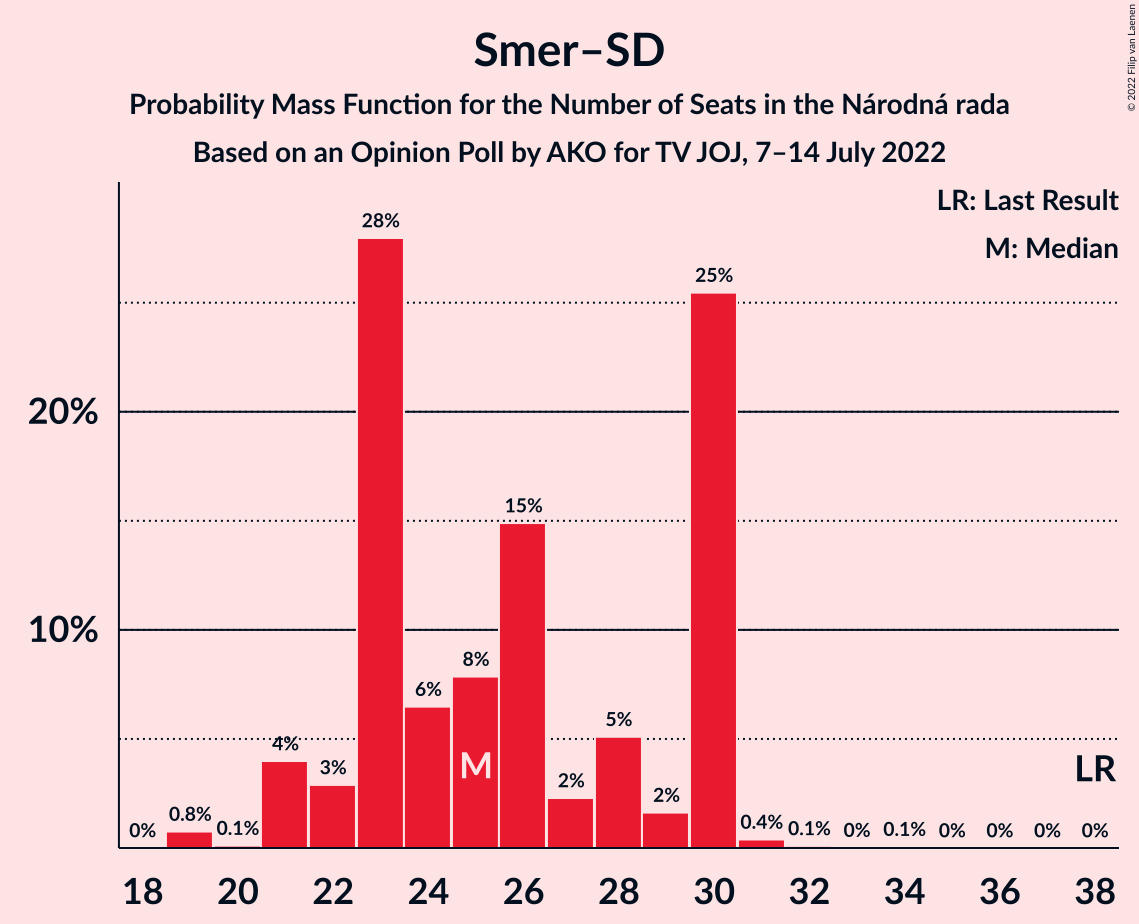 Smer–SD
Probability Mass Function for the Number of Seats in the Národná rada
Based on an Opinion Poll by AKO for TV JOJ, 7–14 July 2022
© 2022 Filip van Laenen
LR: Last Result
M: Median
20%
10%
0%
0.8%
0.1%
4%
3%
28%
6%
8%
15%
2%
5%
2%
25%
0.4%
0.1%
0%
0.1%
0%
0%
0%
0%
M
LR
18 20 22 24 26 28 30 32 34 36 38